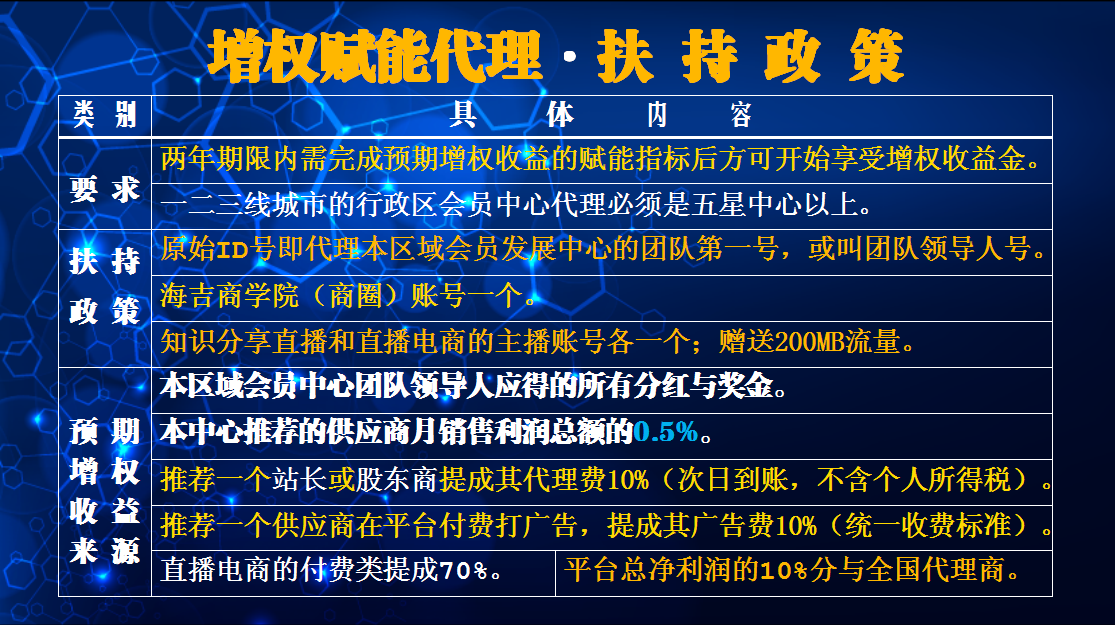 增权赋能代理·扶持政策
类别 具体内容
要求
两年期限内需完成预期增权收益的赋能指标后方可开始享受增权收益金。
一二三线城市的行政区会员中心代理必须是五星中心以上。
扶持
政策
原始ID号即代理本区域会员发展中心的团队第一号，或叫团队领导人号。
海吉商学院（商圈）账号一个。
知识分享直播和直播电商的主播账号各一个；赠送200MB流量。
预期
增权
收益
来源
本区域会员中心团队领导人应得的所有分红与奖金。
本中心推荐的供应商月销售利润总额的0.5%。
推荐一个站长或股东商提成其代理费10%（次日到账，不含个人所得税）。
推荐一个供应商在平台付费打广告，提成其广告费10%（统一收费标准）。
直播电商的付费类提成70%。 平台总净利润的10%分与全国代理商。